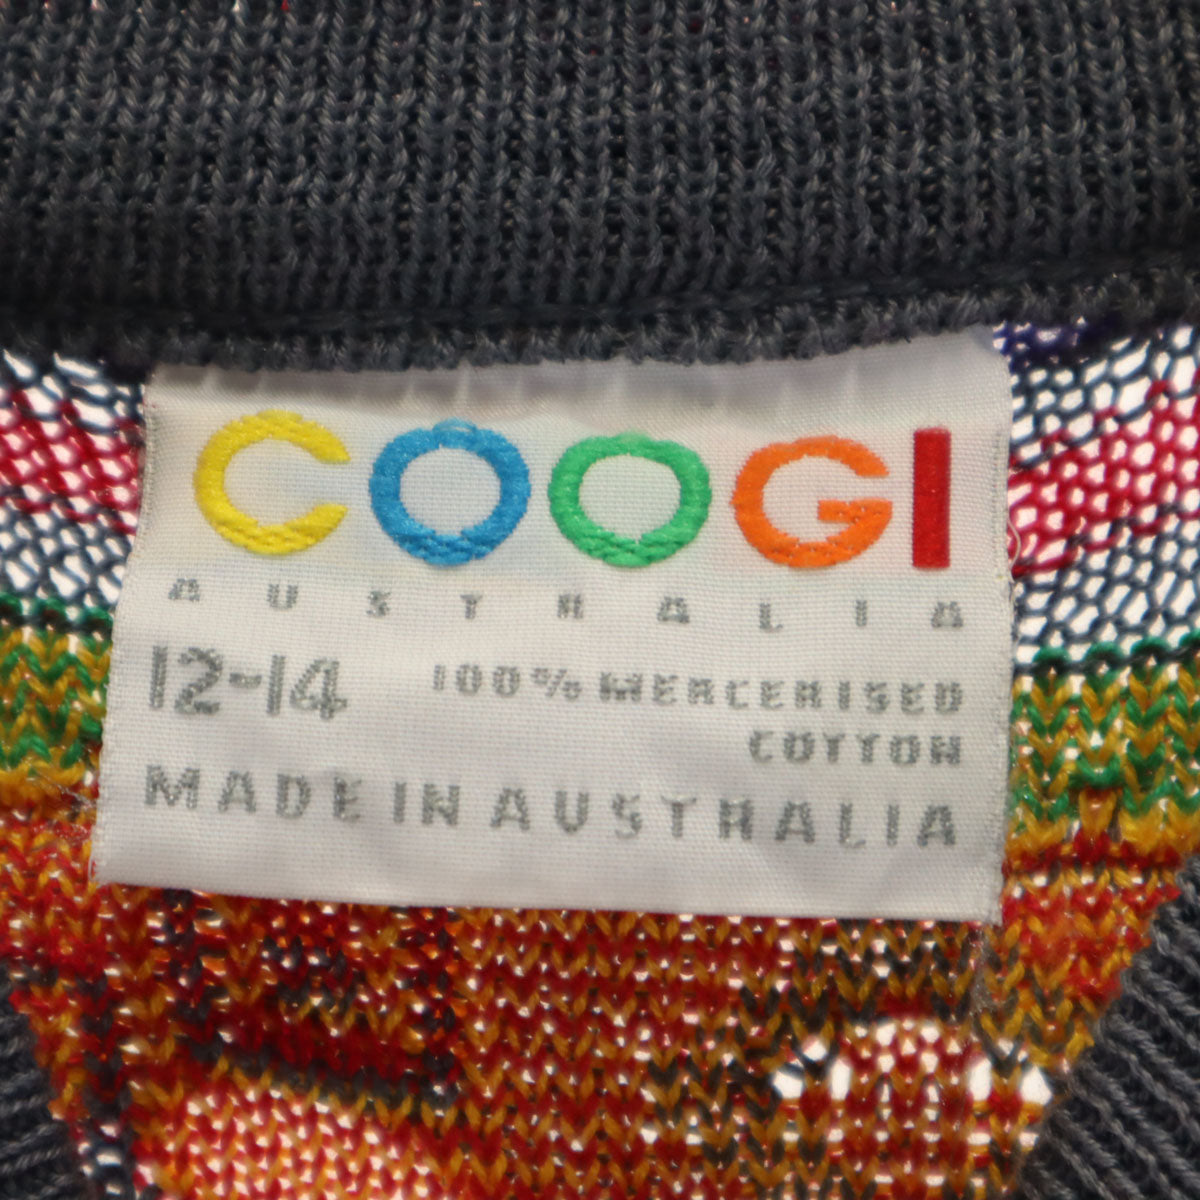 COOGI
AUSTRALIA
12-14 100% MERCERISED
COTTON
MADE IN AUSTRALIA